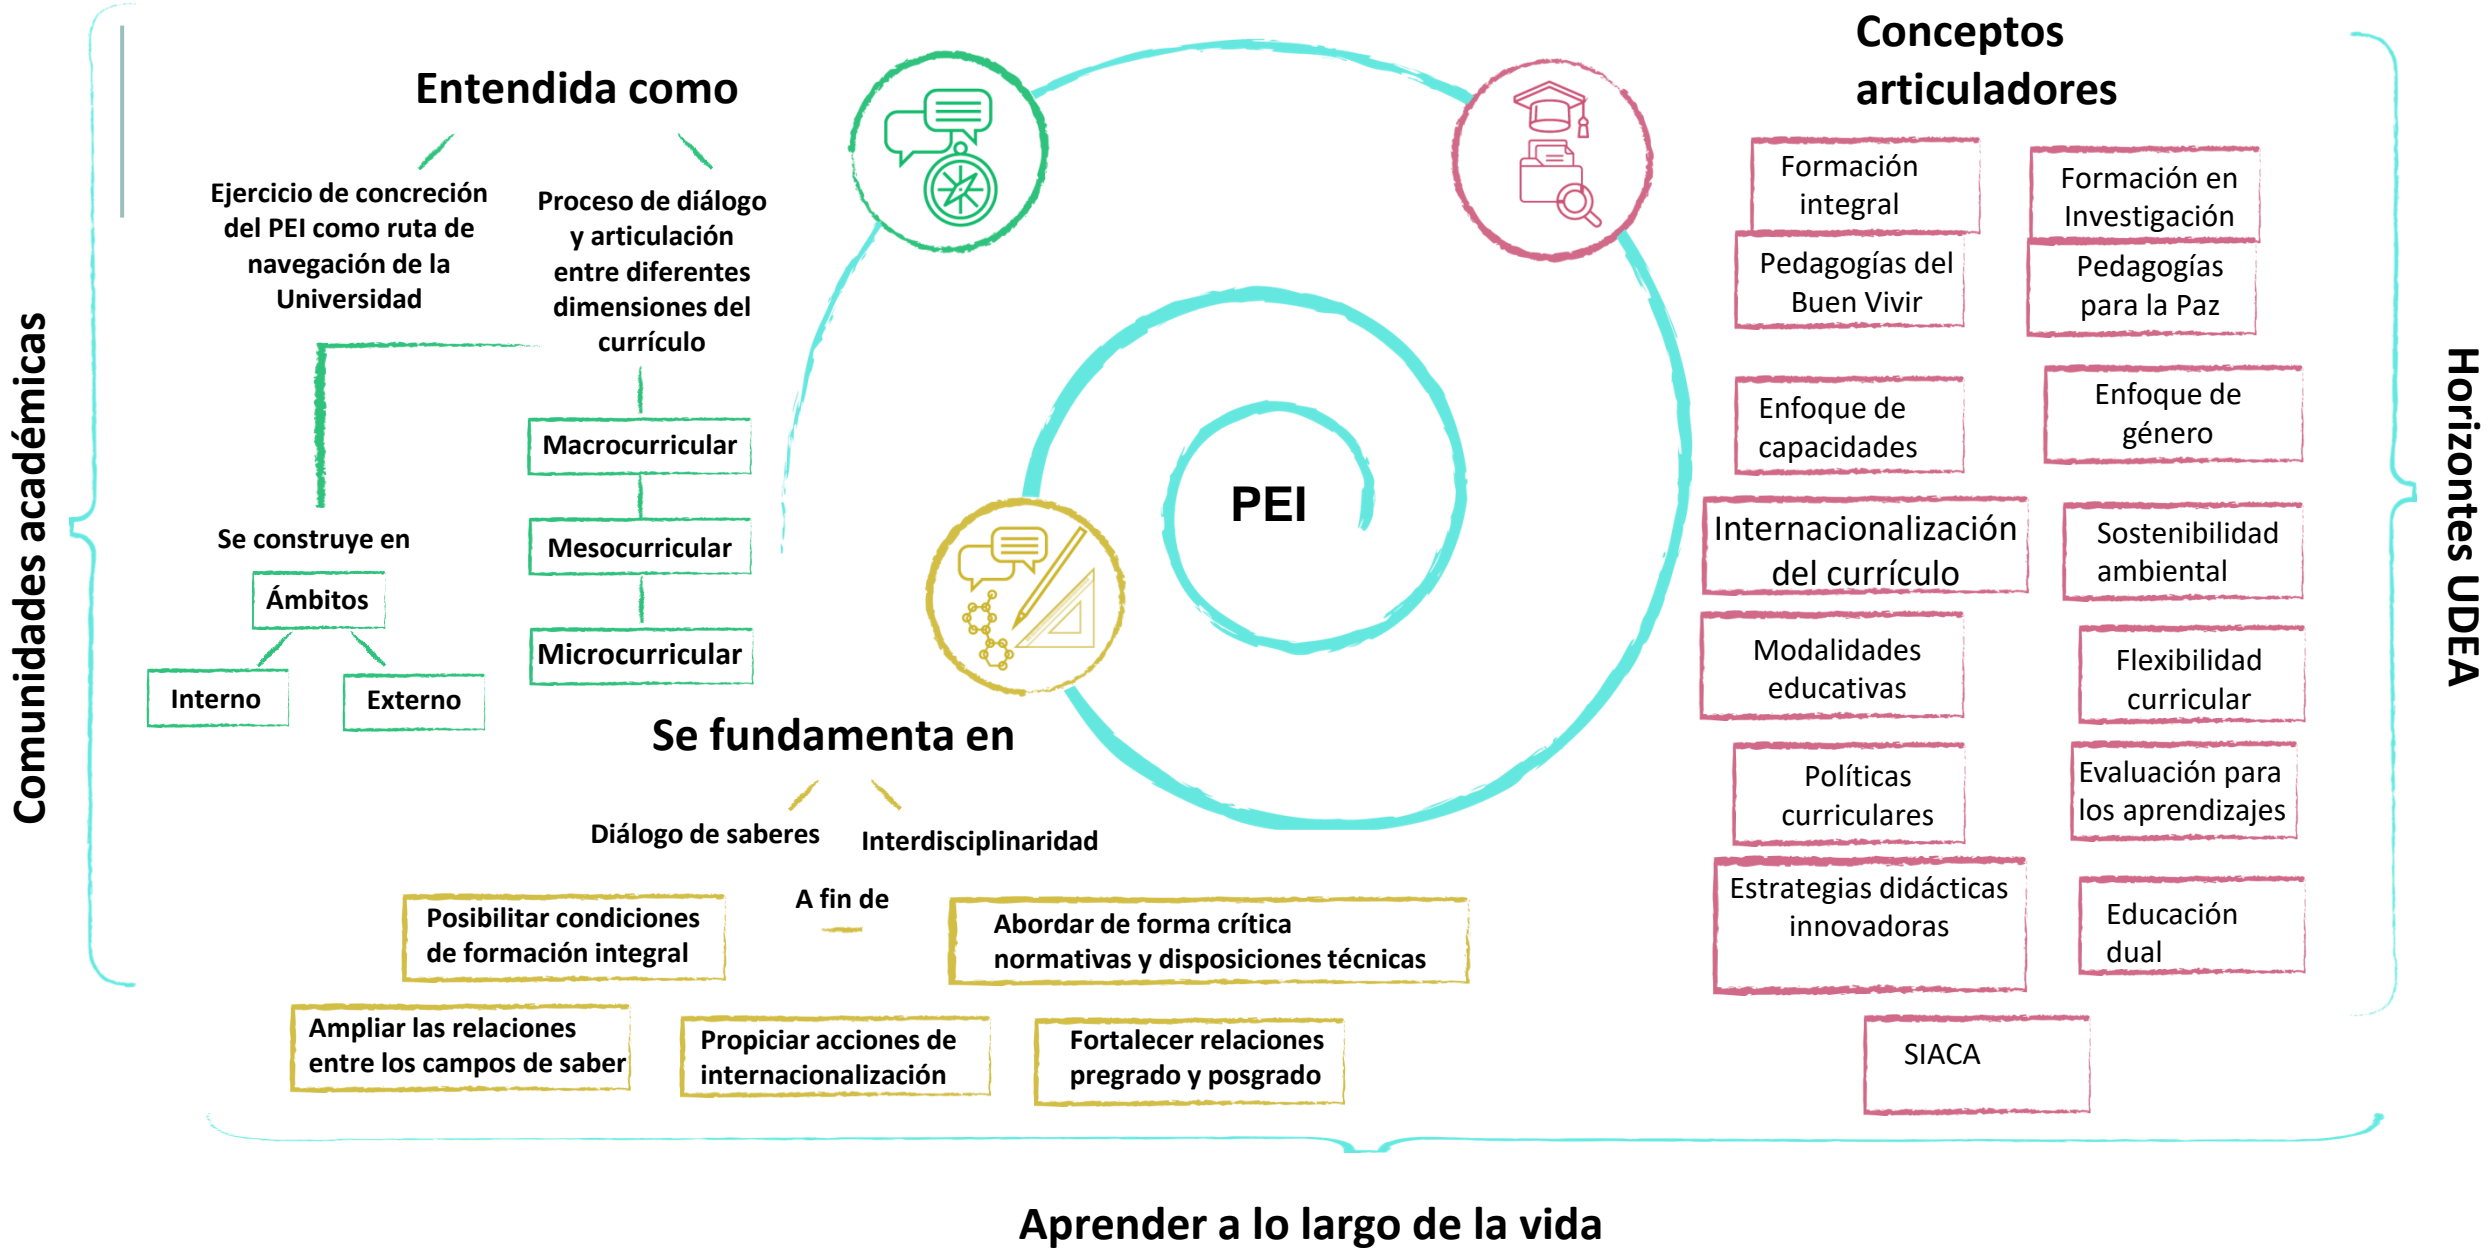 Comunidades académicas
Entendida como
Ejercicio de concreción
del PEI como ruta de
navegación de la
Universidad
Proceso de diálogo
y articulación
entre diferentes
dimensiones del
currículo
Macrocurricular
Mesocurricular
Microcurricular
Se construye en
Ámbitos
Interno
Externo
PEI
Se fundamenta en
Diálogo de saberes
Interdisciplinaridad
A fin de
Posibilitar condiciones
de formación integral
Abordar de forma crítica
normativas y disposiciones técnicas
Ampliar las relaciones
entre los campos de saber
Propiciar acciones de
internacionalización
Fortalecer relaciones
pregrado y posgrado
Conceptos
articuladores
Formación
integral
Formación en
Investigación
Pedagogías del
Buen Vivir
Pedagogías
para la Paz
Enfoque de
capacidades
Enfoque de
género
Internacionalización
del currículo
Sostenibilidad
ambiental
Modalidades
educativas
Flexibilidad
curricular
Políticas
curriculares
Evaluación para
los aprendizajes
Estrategias didácticas
innovadoras
Educación
dual
SIACA
Horizontes UDEA
Aprender a lo largo de la vida